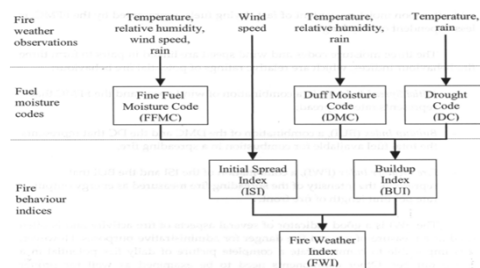 Fire
weather
observations
Temperature,
relative humidity,
wind speed,
rain
Wind
speed
Temperature,
relative humidity,
rain
Temperature,
rain
Fuel
moisture
codes
Fine Fuel
Moisture Code
(FFMC)
Duff Moisture
Code
(DMC)
Drought
Code
(DC)
Fire
behaviour
indices
Initial Spread
Index
(ISI)
Buildup
Index
(BUI)
Fire Weather
Index
(FWI)